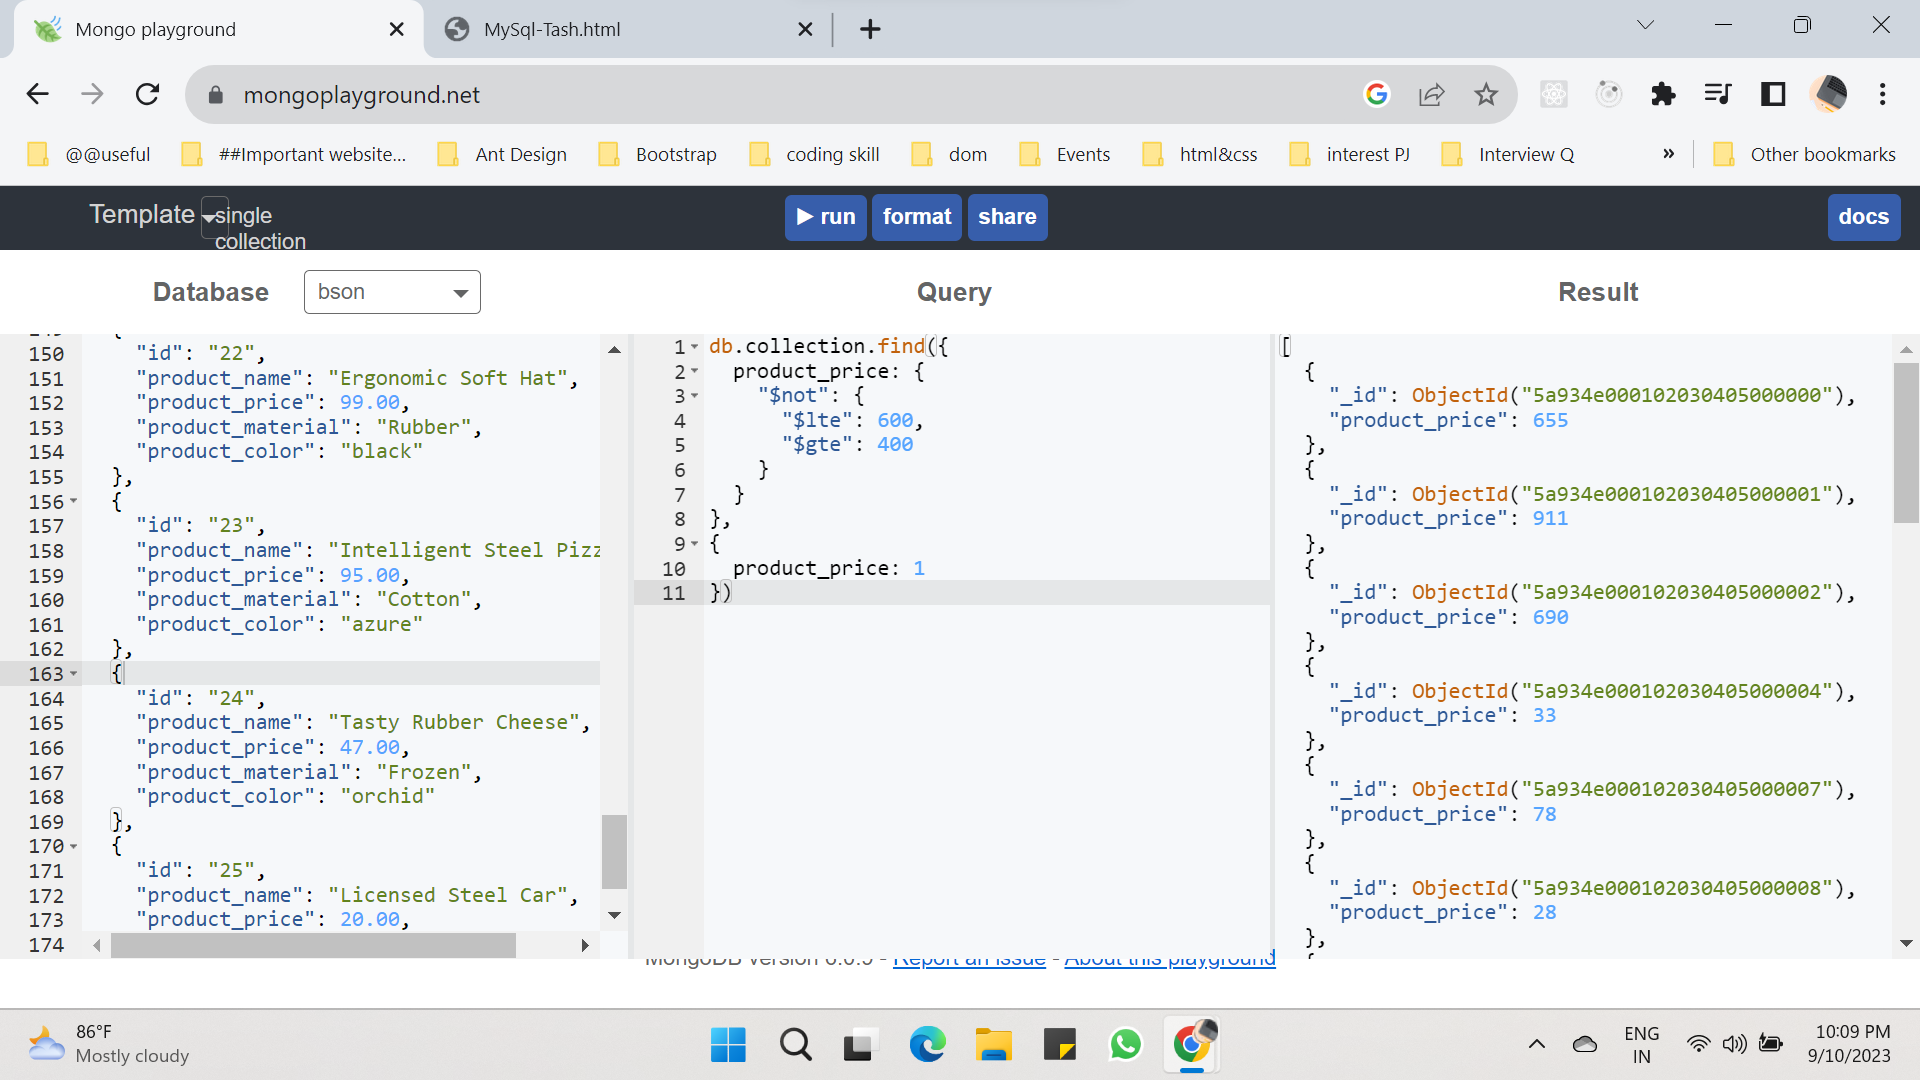 Mongo playground
MySql-Tash.html
mongoplayground.net
@@useful
##Important website...
Ant Design
Bootstrap
coding skill
dom
Events
html&css
interest PJ
Interview Q
»
Other bookmarks
Template
single
collection
run
format
share
docs
Database
bson
Query
Result
150 "id": "22",
151 "product_name": "Ergonomic Soft Hat",
152 "product_price": 99.00,
153 "product_material": "Rubber",
154 "product_color": "black"
155 },
156 {
157 "id": "23",
158 "product_name": "Intelligent Steel Pizz
159 "product_price": 95.00,
160 "product_material": "Cotton",
161 "product_color": "azure"
162 },
163 {
164 "id": "24",
165 "product_name": "Tasty Rubber Cheese",
166 "product_price": 47.00,
167 "product_material": "Frozen",
168 "product_color": "orchid"
169 },
170 {
171 "id": "25",
172 "product_name": "Licensed Steel Car",
173 "product_price": 20.00,
174
1 db.collection.find({
2 product_price: {
3 "$not": {
4 "$lte": 600,
5 "$gte": 400
6 }
7 }
8 },
9 {
10 product_price: 1
11 })
[
{
"_id": ObjectId("5a934e000102030405000000"),
"product_price": 655
},
{
"_id": ObjectId("5a934e000102030405000001"),
"product_price": 911
},
{
"_id": ObjectId("5a934e000102030405000002"),
"product_price": 690
},
{
"_id": ObjectId("5a934e000102030405000004"),
"product_price": 33
},
{
"_id": ObjectId("5a934e000102030405000007"),
"product_price": 78
},
{
"_id": ObjectId("5a934e000102030405000008"),
"product_price": 28
},
MongoDB version 6.0.9 - Report an issue - About this playground
86°F
Mostly cloudy
ENG
IN
10:09 PM
9/10/2023